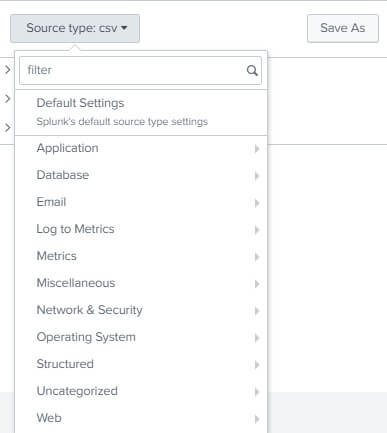 Source type: csv
Save As
filter
Default Settings
Splunk's default source type settings
Application
Database
Email
Log to Metrics
Metrics
Miscellaneous
Network & Security
Operating System
Structured
Uncategorized
Web